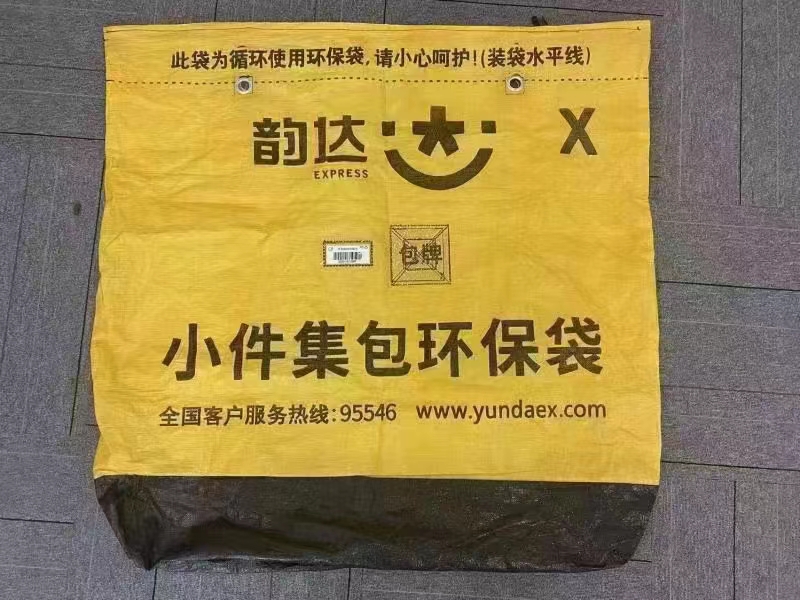 此袋为循环使用环保袋,请小心呵护!(装袋水平线)
韵达
EXPRESS
X
包牌
小件集包环保袋
全国客户服务热线:95546 www.yundaex.com